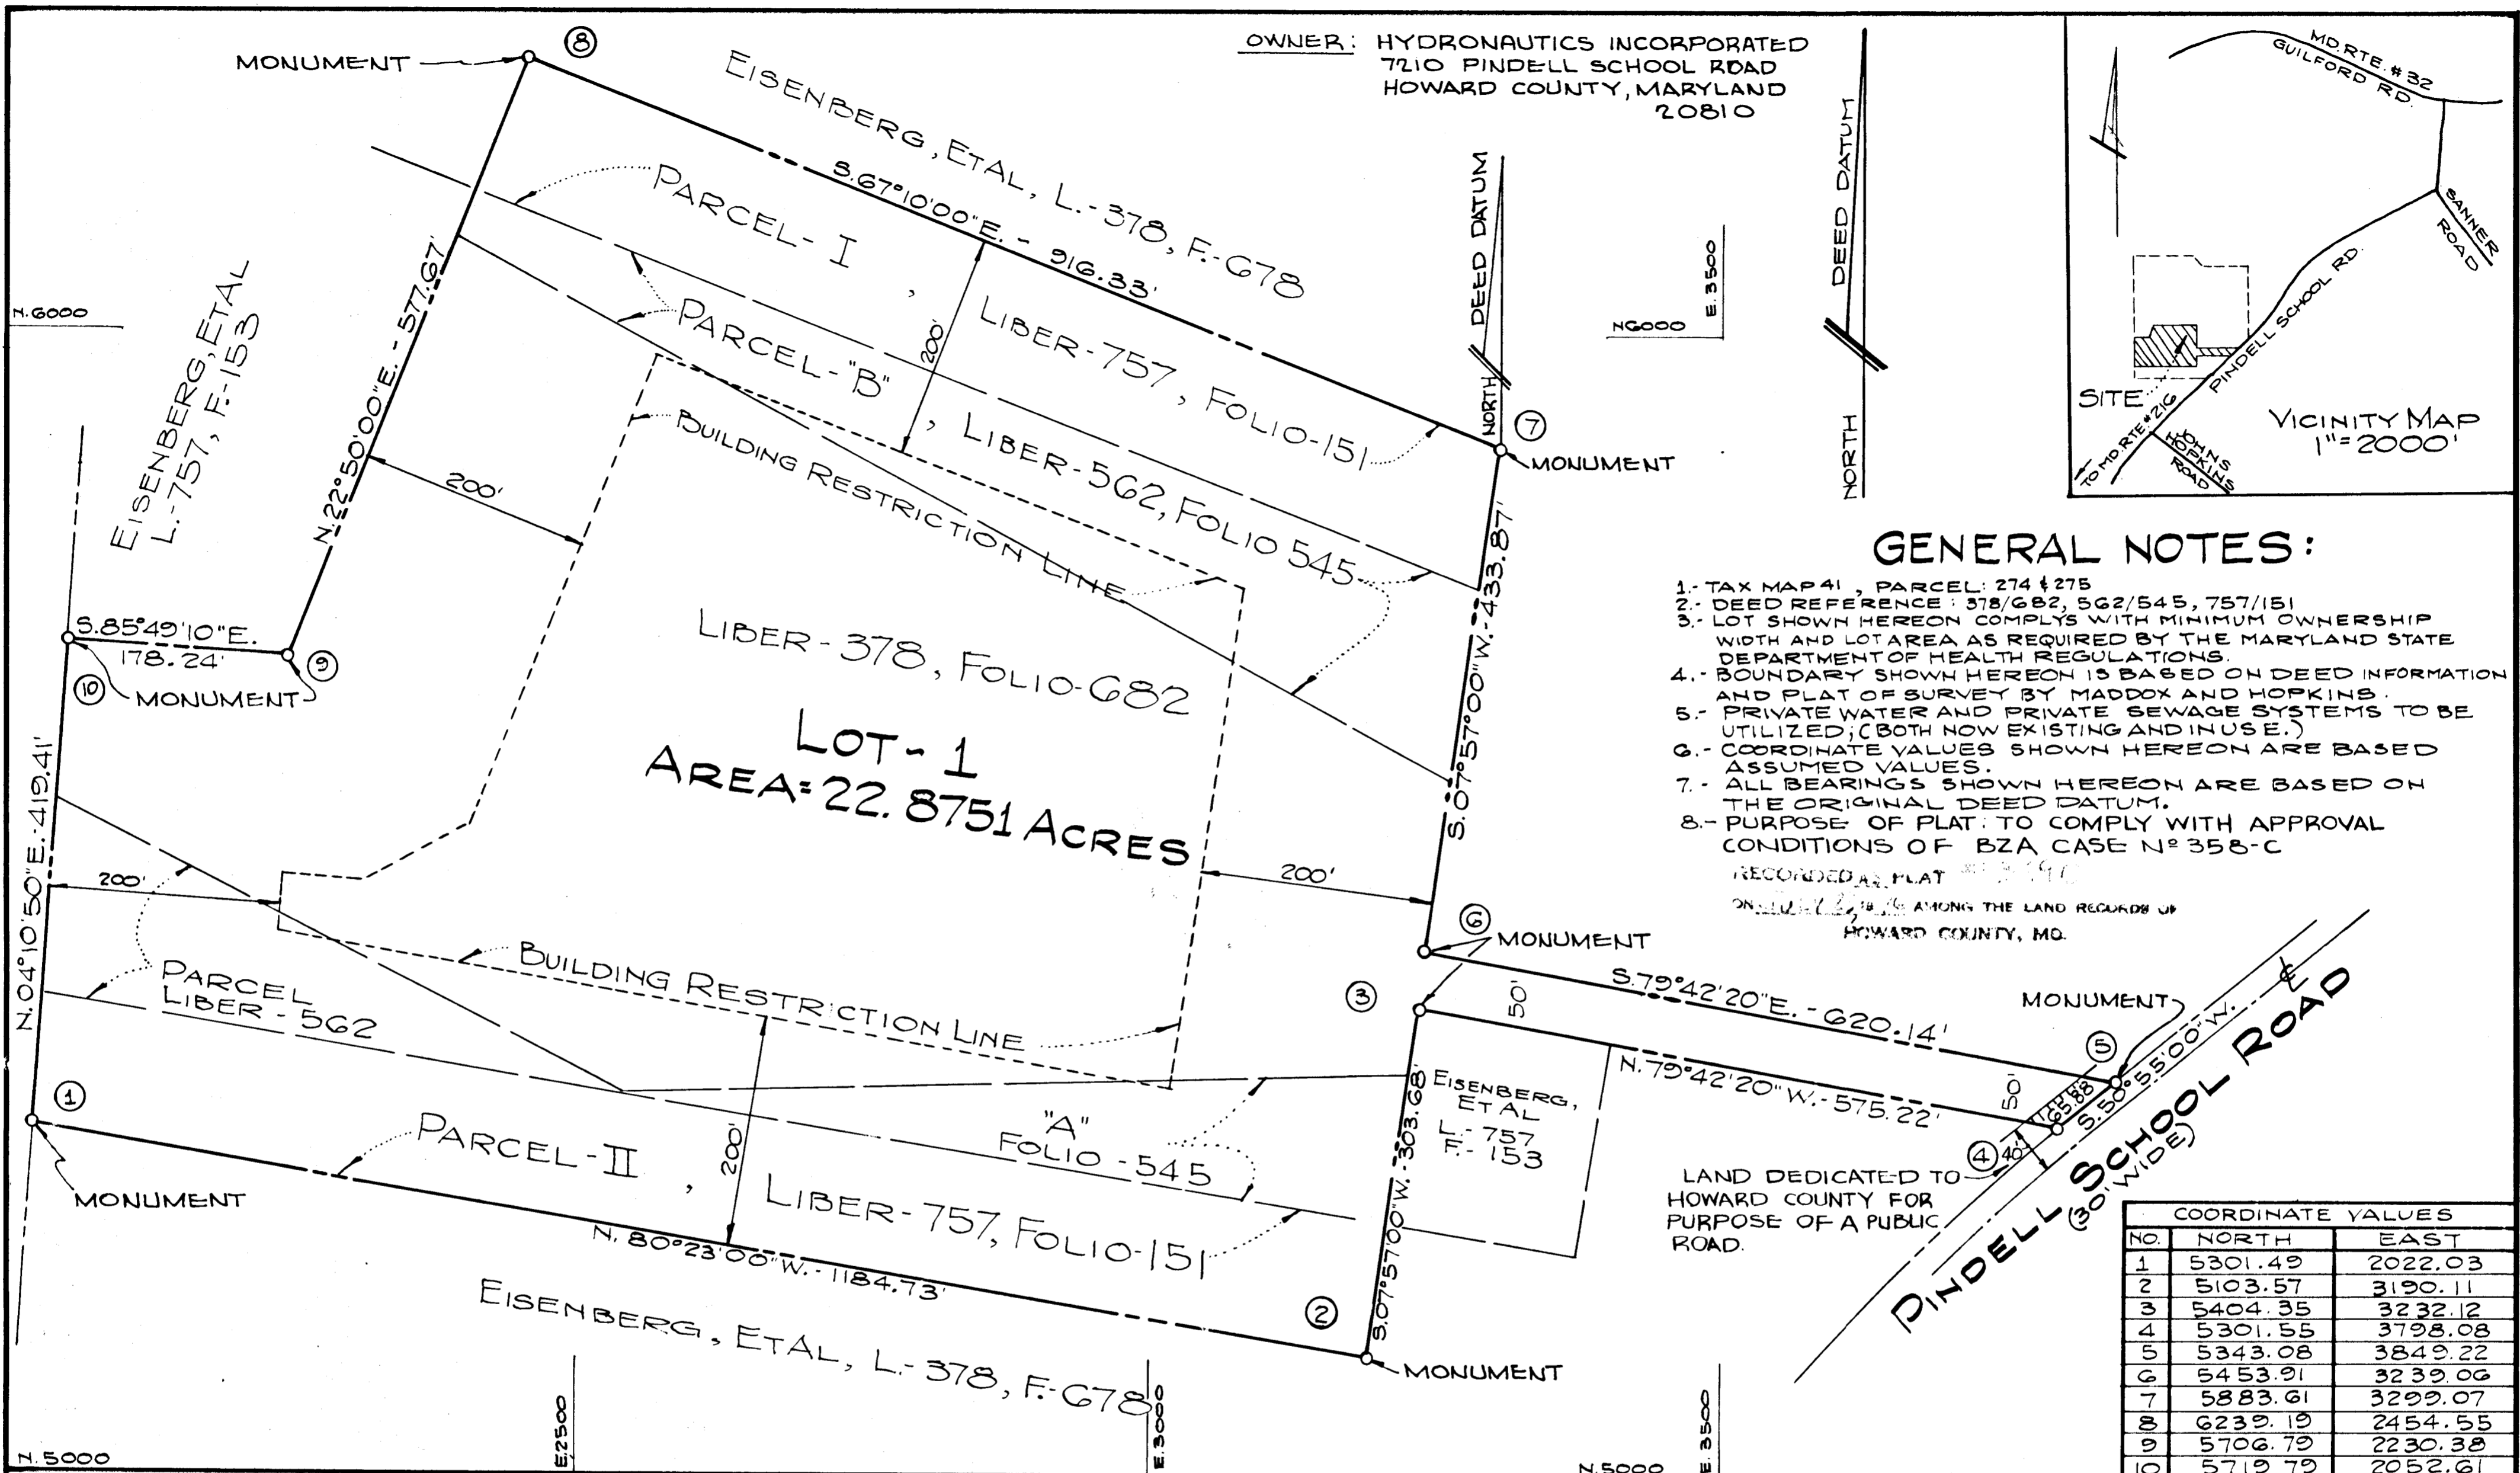 OWNER: HYDRONAUTICS INCORPORATED
7210 PINDELL SCHOOL ROAD
HOWARD COUNTY, MARYLAND
20810
MONUMENT
8
EISENBERG, ETAL, L.-378, F.-678
S.67°10'00"E. - 916.33'
PARCEL-I, LIBER-757, FOLIO-151
PARCEL-"B", LIBER-562, FOLIO 545
200'
BUILDING RESTRICTION LINE
N.22°50'00"E. - 577.67'
200'
N.6000
EISENBERG, ETAL
L.-757, F.-153
DEED DATUM
NORTH
N6000
E.3500
DEED DATUM
NORTH
7
MONUMENT
MD. RTE. #32
GUILFORD RD.
SANNER
ROAD
PINDELL SCHOOL RD.
SITE
TO MD. RTE #216
JOHNS
HOPKINS
ROAD
VICINITY MAP
1"=2000'
S.85°49'10"E.
178.24'
9
10
MONUMENT
LIBER-378, FOLIO-682
LOT-1
AREA=22.8751 ACRES
S.07°57'00"W.-433.87'
GENERAL NOTES:
1.- TAX MAP 41, PARCEL: 274 & 275
2.- DEED REFERENCE: 378/682, 562/545, 757/151
3.- LOT SHOWN HEREON COMPLYS WITH MINIMUM OWNERSHIP
WIDTH AND LOT AREA AS REQUIRED BY THE MARYLAND STATE
DEPARTMENT OF HEALTH REGULATIONS.
4.- BOUNDARY SHOWN HEREON IS BASED ON DEED INFORMATION
AND PLAT OF SURVEY BY MADDOX AND HOPKINS.
5.- PRIVATE WATER AND PRIVATE SEWAGE SYSTEMS TO BE
UTILIZED; (BOTH NOW EXISTING AND IN USE.)
6.- COORDINATE VALUES SHOWN HEREON ARE BASED
ASSUMED VALUES.
7.- ALL BEARINGS SHOWN HEREON ARE BASED ON
THE ORIGINAL DEED DATUM.
8.- PURPOSE OF PLAT: TO COMPLY WITH APPROVAL
CONDITIONS OF BZA CASE Nº 358-C
RECORDED AS PLAT
ON AMONG THE LAND RECORDS OF
HOWARD COUNTY, MD.
N.04°10'50"E.-419.41'
200'
200'
6
MONUMENT
3
50'
S.79°42'20"E. - 620.14'
N.79°42'20"W.-575.22'
MONUMENT
5
50'
65.88'
S.50°55'00"W.
4
40'
PINDELL SCHOOL ROAD
(30' WIDE)
LAND DEDICATED TO
HOWARD COUNTY FOR
PURPOSE OF A PUBLIC
ROAD.
PARCEL "A"
LIBER-562 FOLIO-545
BUILDING RESTRICTION LINE
200'
EISENBERG,
ET AL
L.-757
F.-153
S.07°57'00"W.-303.68'
1
MONUMENT
PARCEL-II, LIBER-757, FOLIO-151
N. 80°23'00"W.-1184.73'
EISENBERG, ETAL, L.-378, F.-678
2
MONUMENT
N.5000
E.2500
E.3000
N.5000
E.3500
COORDINATE VALUES
NO. NORTH EAST
1 5301.49 2022.03
2 5103.57 3190.11
3 5404.35 3232.12
4 5301.55 3798.08
5 5343.08 3849.22
6 5453.91 3239.06
7 5883.61 3299.07
8 6239.19 2454.55
9 5706.79 2230.38
10 5719.79 2052.61